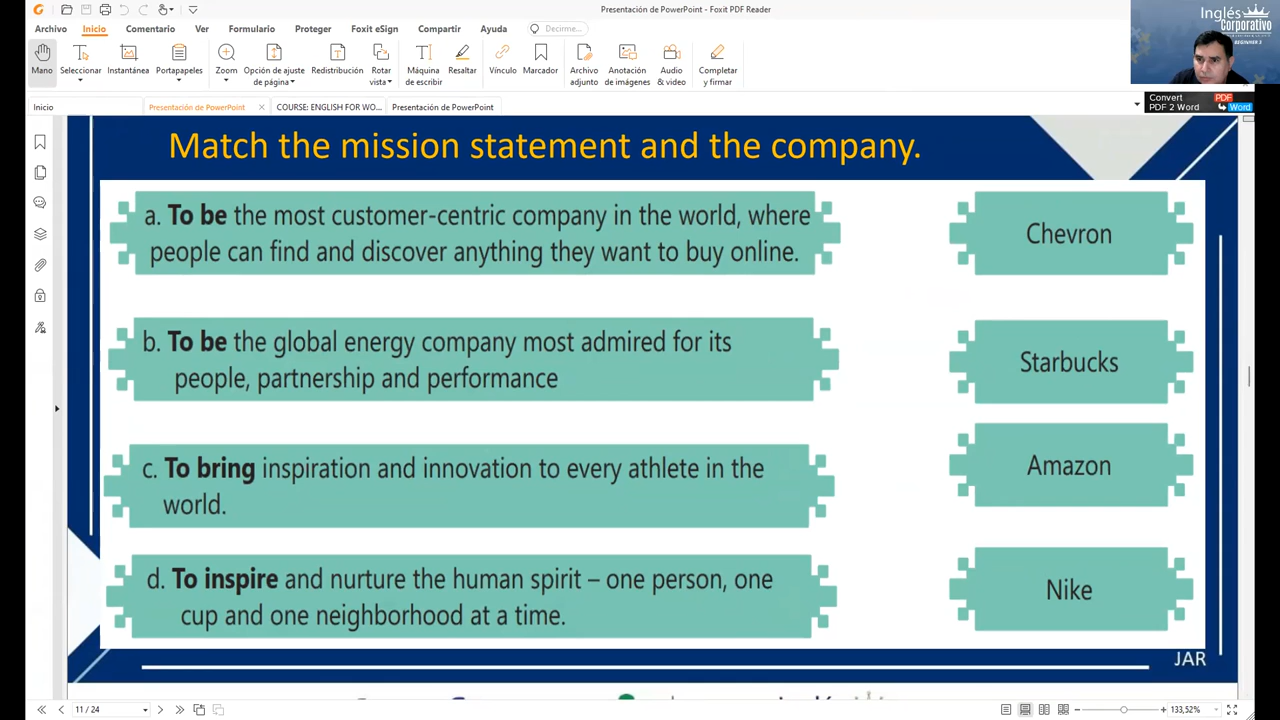 Presentación de PowerPoint - Foxit PDF Reader
Archivo Inicio Comentario Ver Formulario Proteger Foxit eSign Compartir Ayuda Decirme...
Mano Seleccionar Instantánea Portapapeles Zoom Opción de ajuste de página Redistribución Rotar vista Máquina de escribir Resaltar Vínculo Marcador Archivo adjunto Anotación de imágenes Audio & video Completar y firmar
Inglés
Corporativo
BEGINNER 2
Inicio Presentación de PowerPoint COURSE: ENGLISH FOR WO... Presentación de PowerPoint
Convert PDF
PDF 2 Word Word
Match the mission statement and the company.
a. To be the most customer-centric company in the world, where
people can find and discover anything they want to buy online.
Chevron
b. To be the global energy company most admired for its
people, partnership and performance
Starbucks
c. To bring inspiration and innovation to every athlete in the
world.
Amazon
d. To inspire and nurture the human spirit – one person, one
cup and one neighborhood at a time.
Nike
JAR
11 / 24
133,52%